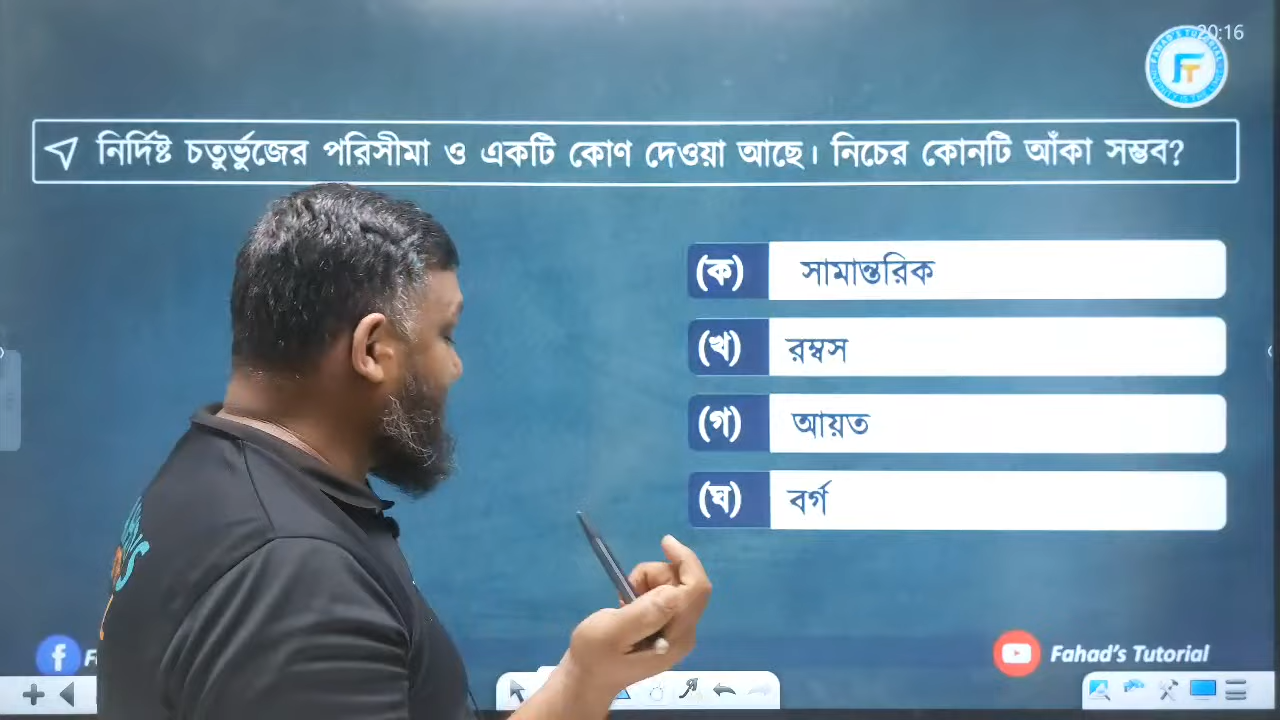 20:16
নির্দিষ্ট চতুর্ভুজের পরিসীমা ও একটি কোণ দেওয়া আছে। নিচের কোনটি আঁকা সম্ভব?
(ক) সামান্তরিক
(খ) রম্বস
(গ) আয়ত
(ঘ) বর্গ
Fahad's Tutorial